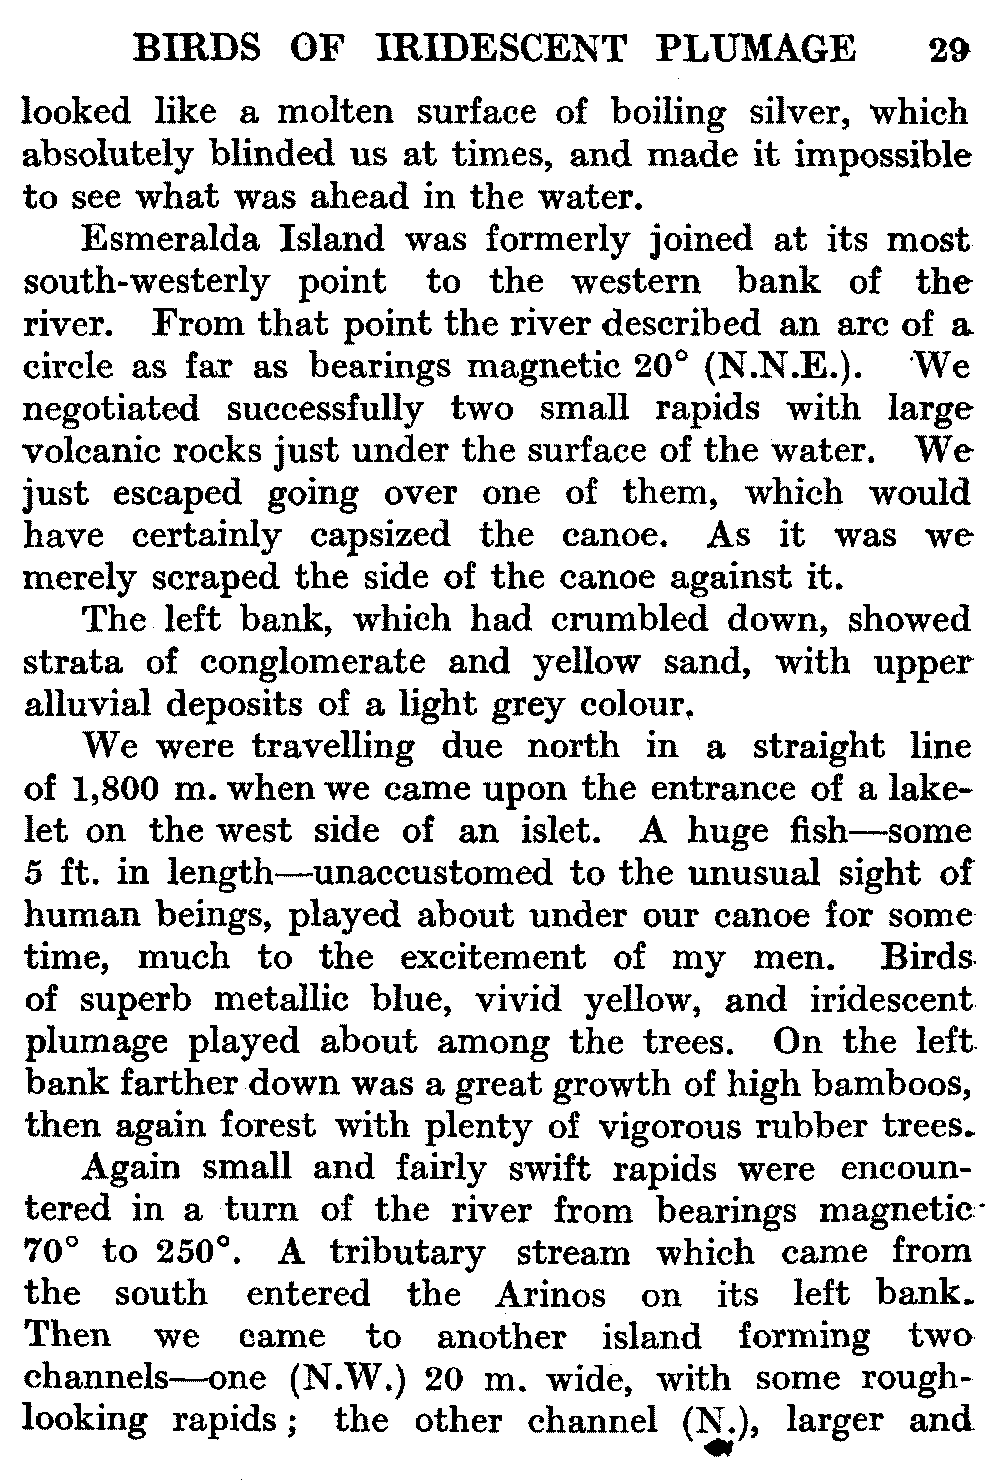 BIRDS OF IRIDESCENT PLUMAGE 29
looked like a molten surface of boiling silver, which
absolutely blinded us at times, and made it impossible
to see what was ahead in the water.
Esmeralda Island was formerly joined at its most
south-westerly point to the western bank of the
river. From that point the river described an arc of a
circle as far as bearings magnetic 20° (N.N.E.). We
negotiated successfully two small rapids with large
volcanic rocks just under the surface of the water. We
just escaped going over one of them, which would
have certainly capsized the canoe. As it was we
merely scraped the side of the canoe against it.
The left bank, which had crumbled down, showed
strata of conglomerate and yellow sand, with upper
alluvial deposits of a light grey colour.
We were travelling due north in a straight line
of 1,800 m. when we came upon the entrance of a lake-
let on the west side of an islet. A huge fish—some
5 ft. in length—unaccustomed to the unusual sight of
human beings, played about under our canoe for some
time, much to the excitement of my men. Birds
of superb metallic blue, vivid yellow, and iridescent
plumage played about among the trees. On the left
bank farther down was a great growth of high bamboos,
then again forest with plenty of vigorous rubber trees.
Again small and fairly swift rapids were encoun-
tered in a turn of the river from bearings magnetic
70° to 250°. A tributary stream which came from
the south entered the Arinos on its left bank.
Then we came to another island forming two
channels—one (N.W.) 20 m. wide, with some rough-
looking rapids; the other channel (N.), larger and